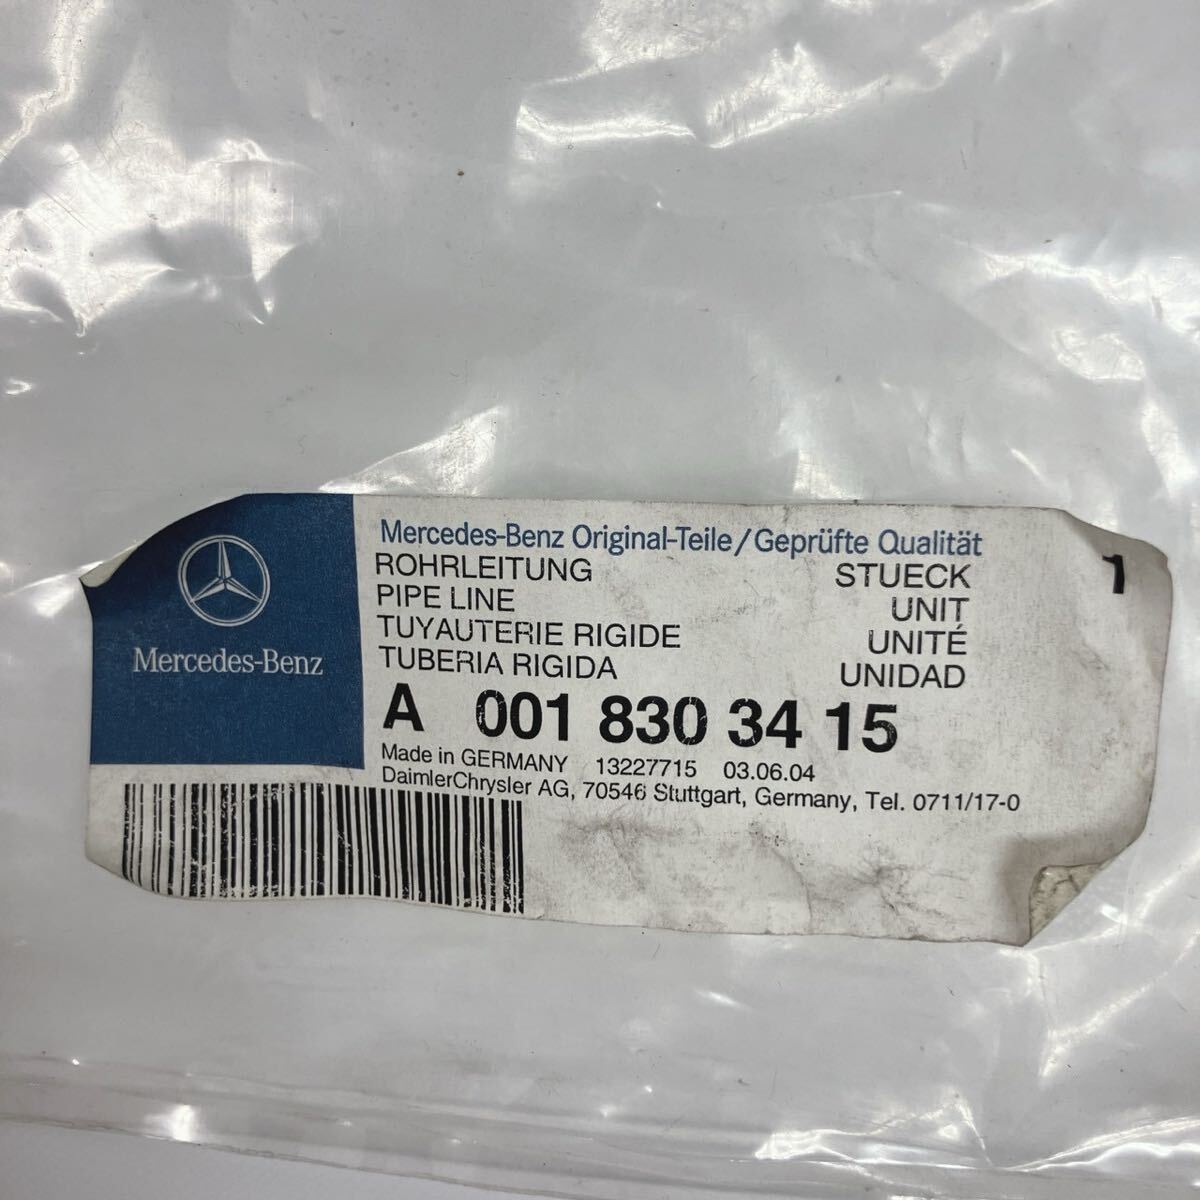 Mercedes-Benz
Mercedes-Benz Original-Teile/Geprüfte Qualität
ROHRLEITUNG STUECK 1
PIPE LINE UNIT
TUYAUTERIE RIGIDE UNITÉ
TUBERIA RIGIDA UNIDAD
A 001 830 34 15
Made in GERMANY 13227715 03.06.04
DaimlerChrysler AG, 70546 Stuttgart, Germany, Tel. 0711/17-0